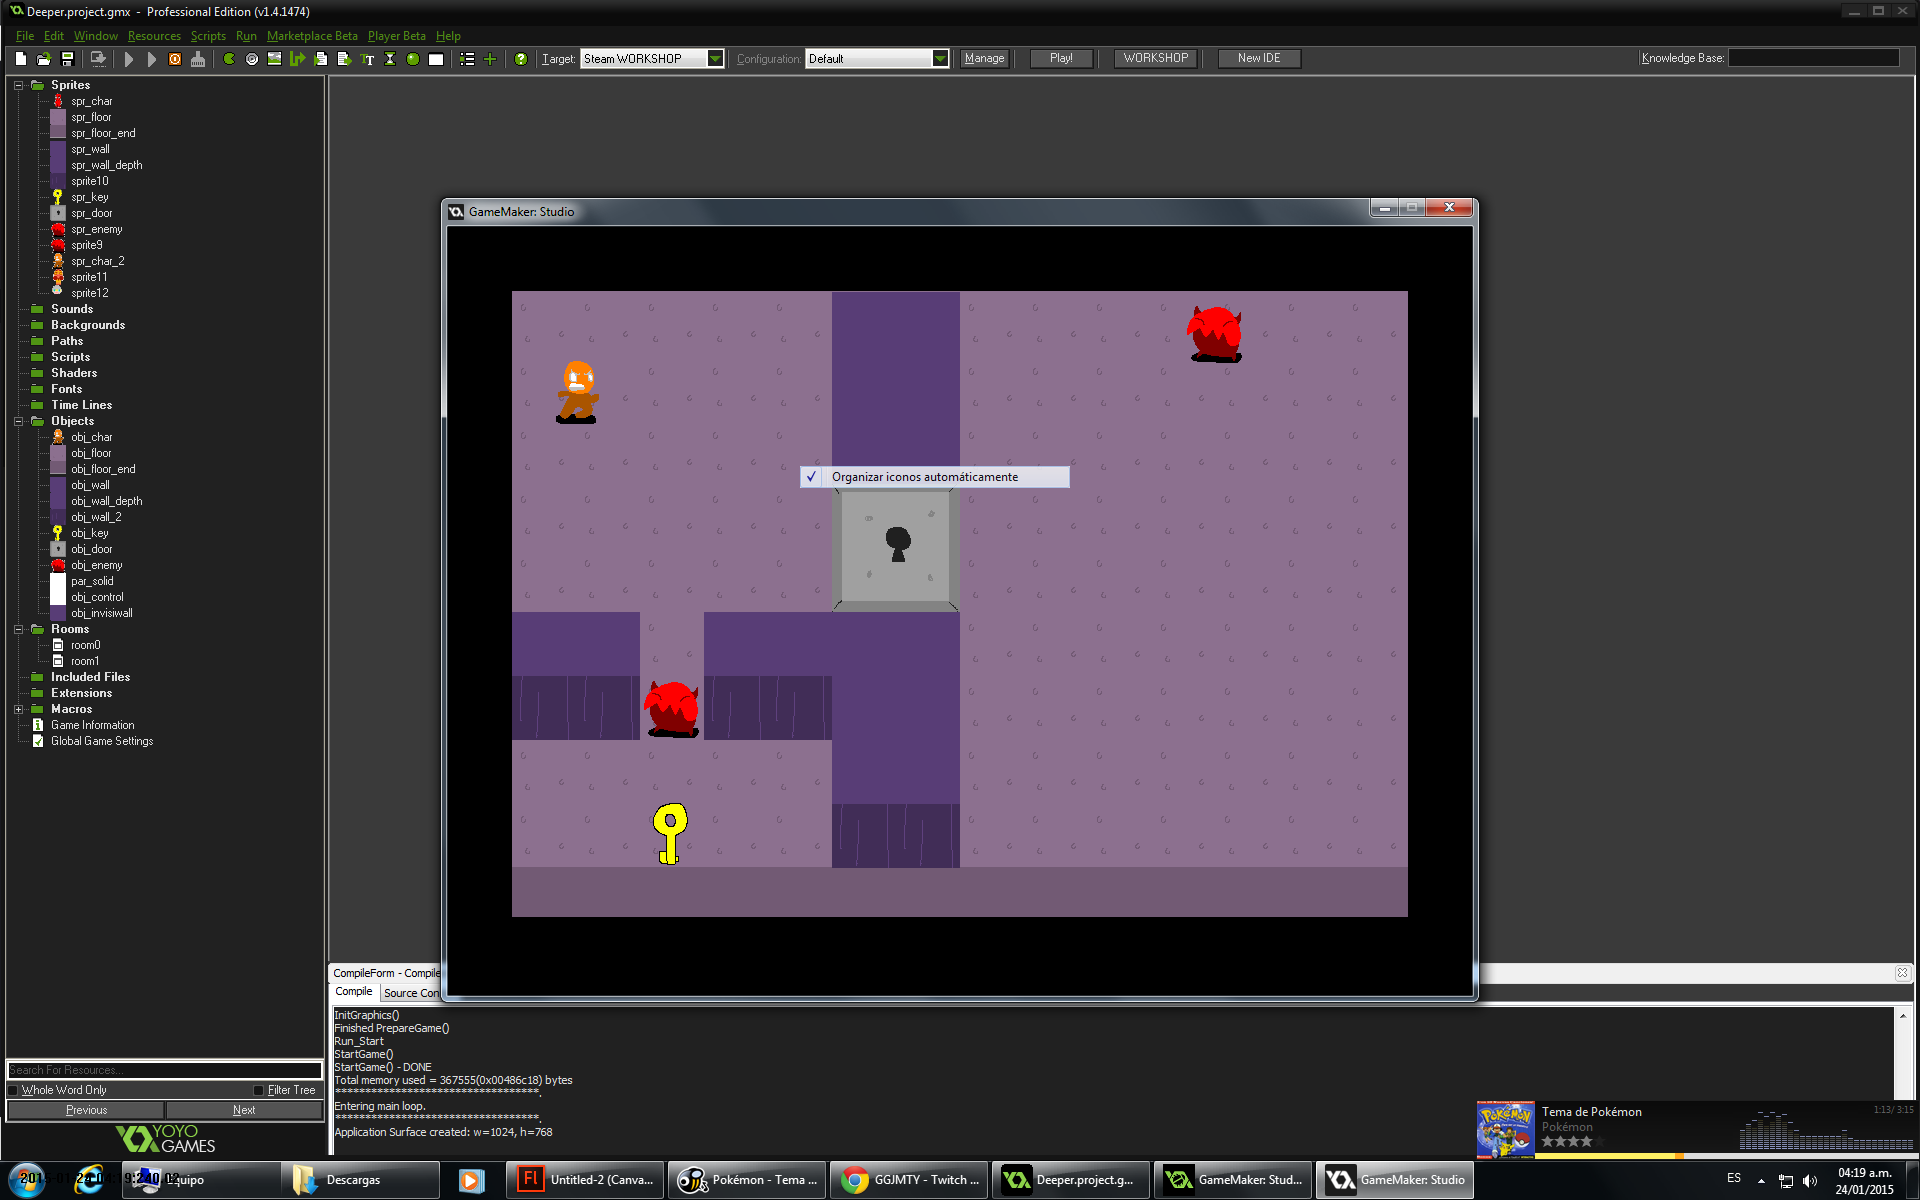 Deeper.project.gmx - Professional Edition (v1.4.1474)
File Edit Window Resources Scripts Run Marketplace Beta Player Beta Help
Target: Steam WORKSHOP Configuration: Default Manage Play! WORKSHOP New IDE Knowledge Base:
Sprites
spr_char
spr_floor
spr_floor_end
spr_wall
spr_wall_depth
sprite10
spr_key
spr_door
spr_enemy
sprite9
spr_char_2
sprite11
sprite12
Sounds
Backgrounds
Paths
Scripts
Shaders
Fonts
Time Lines
Objects
obj_char
obj_floor
obj_floor_end
obj_wall
obj_wall_depth
obj_wall_2
obj_key
obj_door
obj_enemy
par_solid
obj_control
obj_invisiwall
Rooms
room0
room1
Included Files
Extensions
Macros
Game Information
Global Game Settings
Search For Resources...
Whole Word Only Filter Tree
Previous Next
YOYO
GAMES
GameMaker: Studio
Organizar iconos automáticamente
CompileForm - Compile
Compile Source Con
InitGraphics()
Finished PrepareGame()
Run_Start
StartGame()
StartGame() - DONE
Total memory used = 367555(0x00486c18) bytes
**********************************.
Entering main loop.
**********************************.
Application Surface created: w=1024, h=768
POKÉMON
Tema de Pokémon
Pokémon
1:13/ 3:15
Equipo
Descargas
Untitled-2 (Canva...
Pokémon - Tema ...
GGJMTY - Twitch ...
Deeper.project.g...
GameMaker: Stud...
GameMaker: Studio
ES
04:19 a.m.
24/01/2015